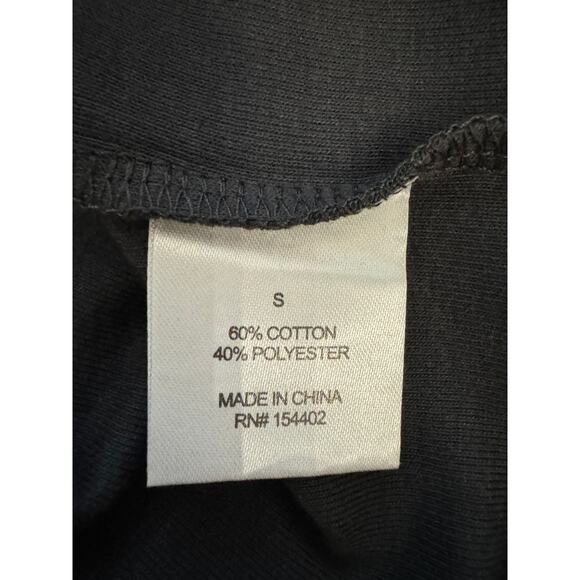 S
60% COTTON
40% POLYESTER
MADE IN CHINA
RN# 154402